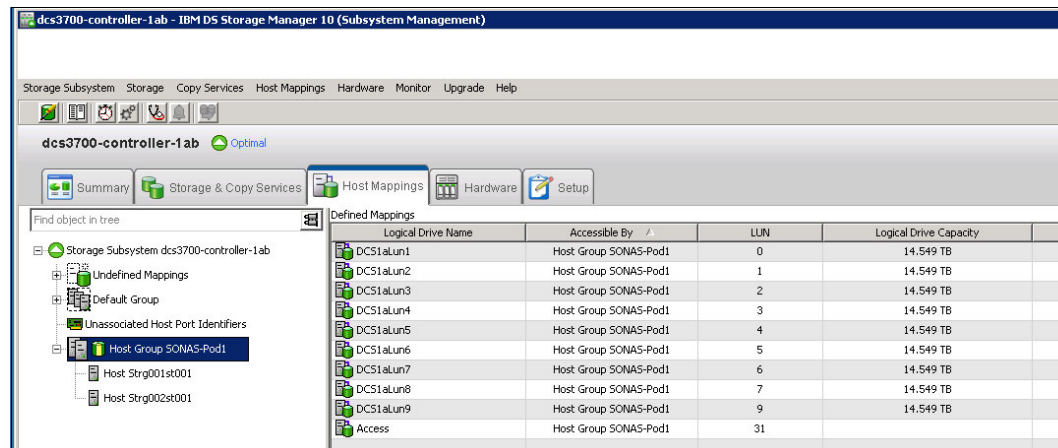 dcs3700-controller-1ab - IBM DS Storage Manager 10 (Subsystem Management)
Storage Subsystem Storage Copy Services Host Mappings Hardware Monitor Upgrade Help
dcs3700-controller-1ab Optimal
Summary Storage & Copy Services Host Mappings Hardware Setup
Find object in tree
Storage Subsystem dcs3700-controller-1ab
Undefined Mappings
Default Group
Unassociated Host Port Identifiers
Host Group SONAS-Pod1
Host Strg001st001
Host Strg002st001
Defined Mappings
Logical Drive Name Accessible By LUN Logical Drive Capacity
DCS1aLun1 Host Group SONAS-Pod1 0 14.549 TB
DCS1aLun2 Host Group SONAS-Pod1 1 14.549 TB
DCS1aLun3 Host Group SONAS-Pod1 2 14.549 TB
DCS1aLun4 Host Group SONAS-Pod1 3 14.549 TB
DCS1aLun5 Host Group SONAS-Pod1 4 14.549 TB
DCS1aLun6 Host Group SONAS-Pod1 5 14.549 TB
DCS1aLun7 Host Group SONAS-Pod1 6 14.549 TB
DCS1aLun8 Host Group SONAS-Pod1 7 14.549 TB
DCS1aLun9 Host Group SONAS-Pod1 9 14.549 TB
Access Host Group SONAS-Pod1 31